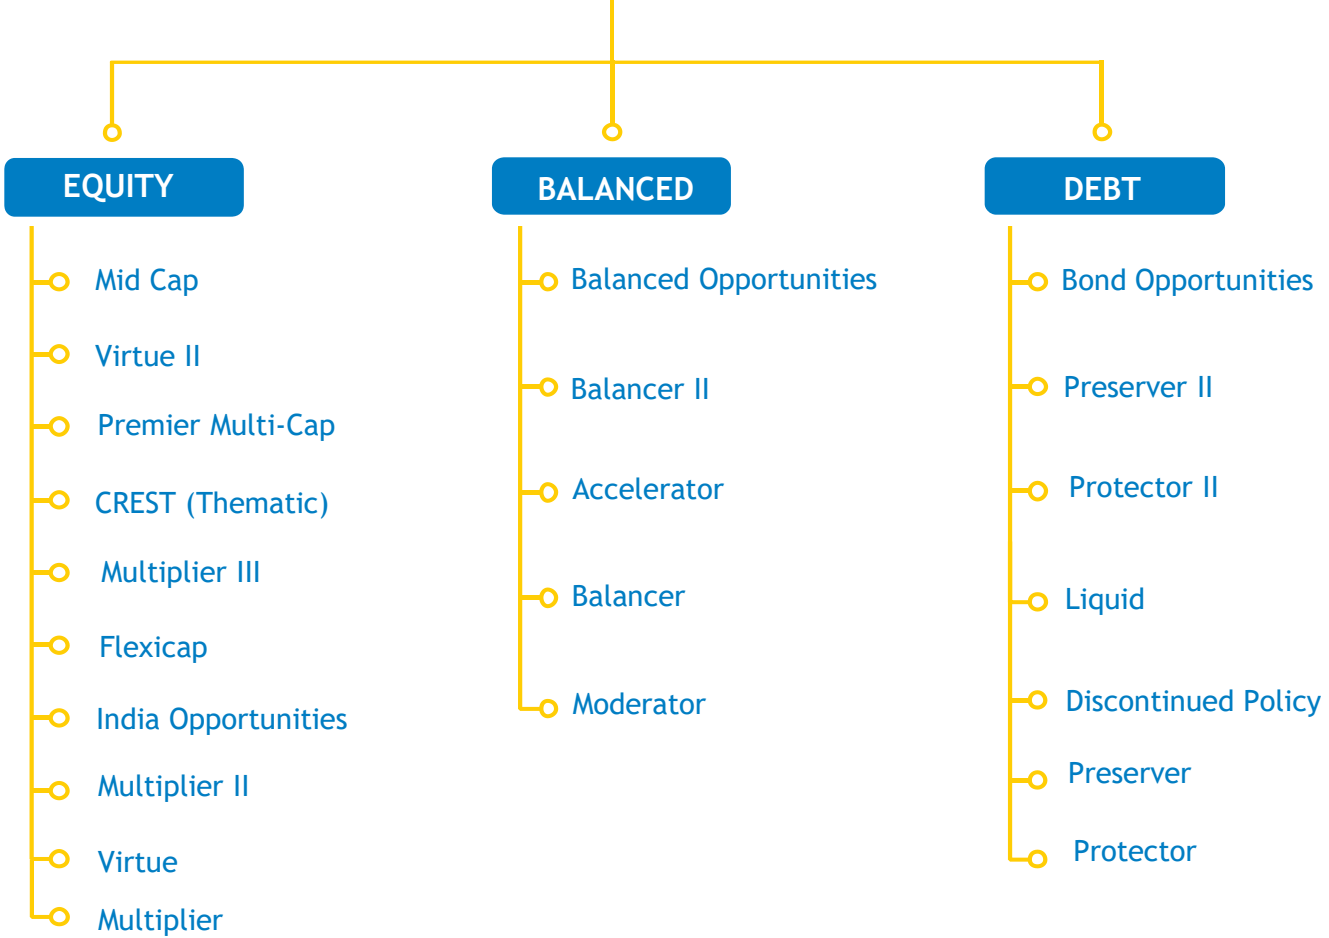 EQUITY
Mid Cap
Virtue II
Premier Multi-Cap
CREST (Thematic)
Multiplier III
Flexicap
India Opportunities
Multiplier II
Virtue
Multiplier
BALANCED
Balanced Opportunities
Balancer II
Accelerator
Balancer
Moderator
DEBT
Bond Opportunities
Preserver II
Protector II
Liquid
Discontinued Policy
Preserver
Protector